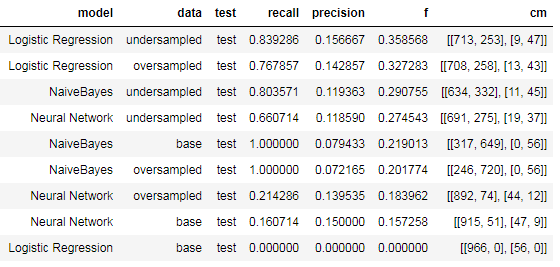 model data test recall precision f cm
Logistic Regression undersampled test 0.839286 0.156667 0.358568 [[713, 253], [9, 47]]
Logistic Regression oversampled test 0.767857 0.142857 0.327283 [[708, 258], [13, 43]]
NaiveBayes undersampled test 0.803571 0.119363 0.290755 [[634, 332], [11, 45]]
Neural Network undersampled test 0.660714 0.118590 0.274543 [[691, 275], [19, 37]]
NaiveBayes base test 1.000000 0.079433 0.219013 [[317, 649], [0, 56]]
NaiveBayes oversampled test 1.000000 0.072165 0.201774 [[246, 720], [0, 56]]
Neural Network oversampled test 0.214286 0.139535 0.183962 [[892, 74], [44, 12]]
Neural Network base test 0.160714 0.150000 0.157258 [[915, 51], [47, 9]]
Logistic Regression base test 0.000000 0.000000 0.000000 [[966, 0], [56, 0]]